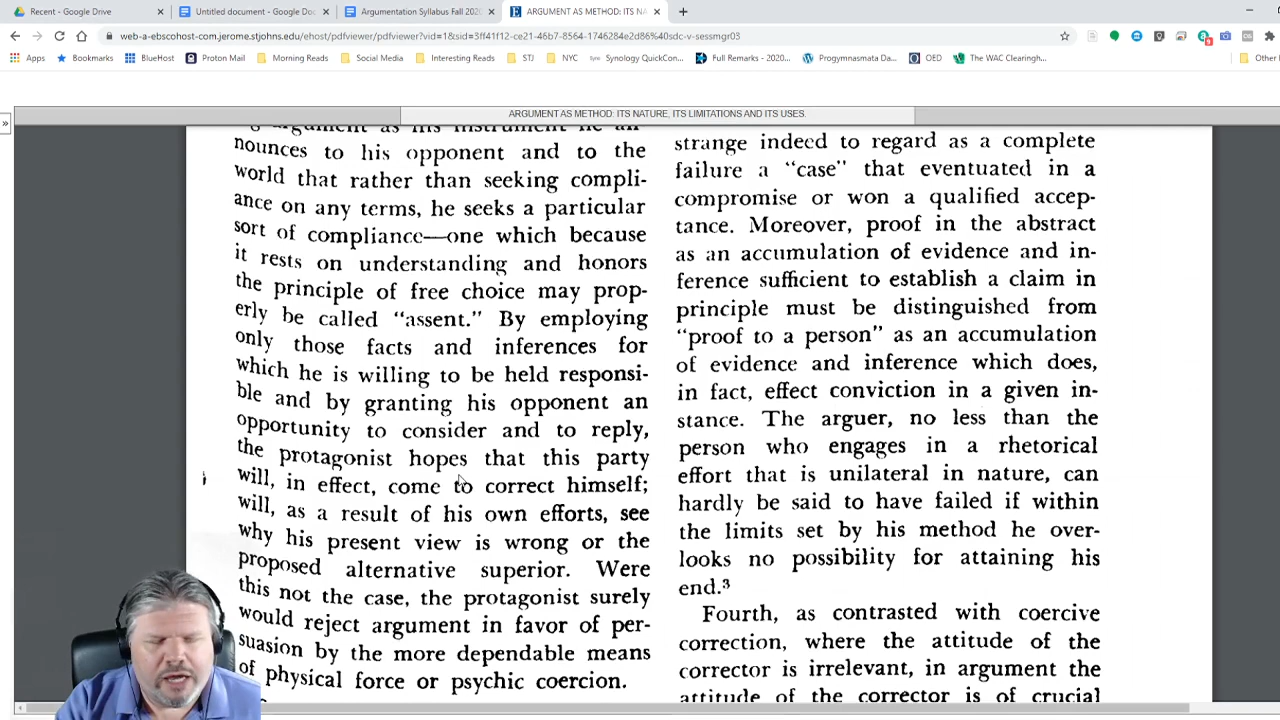 Recent - Google Drive
Untitled document - Google Doc
Argumentation Syllabus Fall 202
ARGUMENT AS METHOD: ITS NA
web-a-ebscohost-com.jerome.stjohns.edu/ehost/pdfviewer/pdfviewer?vid=1&sid=3ff41f12-ce21-46b7-8564-1746284e2d86%40sdc-v-sessmgr03
Apps
Bookmarks
BlueHost
Proton Mail
Morning Reads
Social Media
Interesting Reads
STJ
NYC
Synology QuickCon...
Full Remarks - 2020...
Progymnasmata Da...
OED
The WAC Clearingh...
Other
ARGUMENT AS METHOD: ITS NATURE, ITS LIMITATIONS AND ITS USES.
argument as his instrument he an-
nounces to his opponent and to the
world that rather than seeking compli-
ance on any terms, he seeks a particular
sort of compliance—one which because
it rests on understanding and honors
the principle of free choice may prop-
erly be called "assent." By employing
only those facts and inferences for
which he is willing to be held responsi-
ble and by granting his opponent an
opportunity to consider and to reply,
the protagonist hopes that this party
will, in effect, come to correct himself;
will, as a result of his own efforts, see
why his present view is wrong or the
proposed alternative superior. Were
this not the case, the protagonist surely
would reject argument in favor of per-
suasion by the more dependable means
of physical force or psychic coercion.
strange indeed to regard as a complete
failure a "case" that eventuated in a
compromise or won a qualified accep-
tance. Moreover, proof in the abstract
as an accumulation of evidence and in-
ference sufficient to establish a claim in
principle must be distinguished from
"proof to a person" as an accumulation
of evidence and inference which does,
in fact, effect conviction in a given in-
stance. The arguer, no less than the
person who engages in a rhetorical
effort that is unilateral in nature, can
hardly be said to have failed if within
the limits set by his method he over-
looks no possibility for attaining his
end.³
Fourth, as contrasted with coercive
correction, where the attitude of the
corrector is irrelevant, in argument the
attitude of the corrector is of crucial